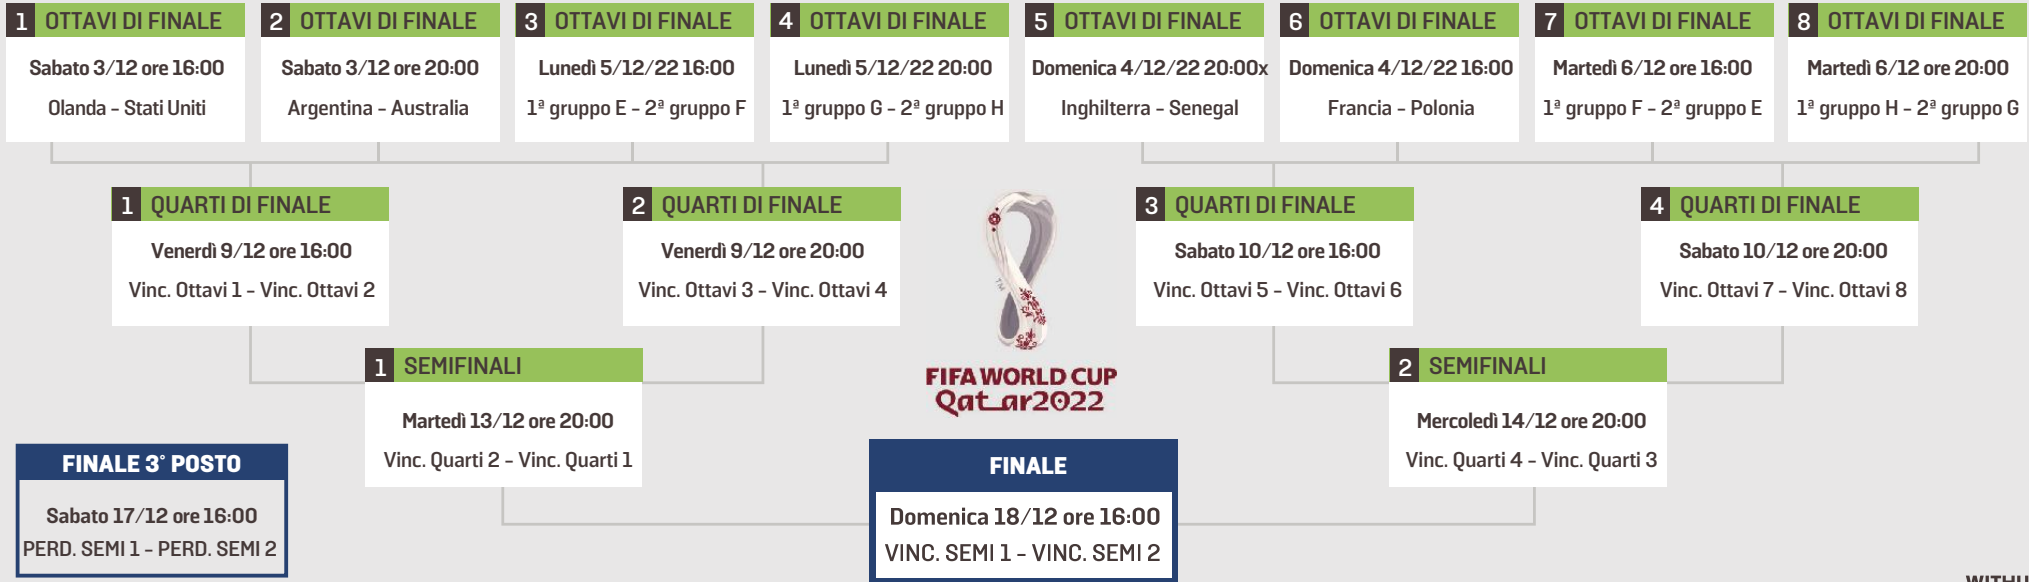 1 OTTAVI DI FINALE
Sabato 3/12 ore 16:00
Olanda - Stati Uniti
2 OTTAVI DI FINALE
Sabato 3/12 ore 20:00
Argentina - Australia
3 OTTAVI DI FINALE
Lunedì 5/12/22 16:00
1ª gruppo E - 2ª gruppo F
4 OTTAVI DI FINALE
Lunedì 5/12/22 20:00
1ª gruppo G - 2ª gruppo H
5 OTTAVI DI FINALE
Domenica 4/12/22 20:00x
Inghilterra - Senegal
6 OTTAVI DI FINALE
Domenica 4/12/22 16:00
Francia - Polonia
7 OTTAVI DI FINALE
Martedì 6/12 ore 16:00
1ª gruppo F - 2ª gruppo E
8 OTTAVI DI FINALE
Martedì 6/12 ore 20:00
1ª gruppo H - 2ª gruppo G
1 QUARTI DI FINALE
Venerdì 9/12 ore 16:00
Vinc. Ottavi 1 - Vinc. Ottavi 2
2 QUARTI DI FINALE
Venerdì 9/12 ore 20:00
Vinc. Ottavi 3 - Vinc. Ottavi 4
3 QUARTI DI FINALE
Sabato 10/12 ore 16:00
Vinc. Ottavi 5 - Vinc. Ottavi 6
4 QUARTI DI FINALE
Sabato 10/12 ore 20:00
Vinc. Ottavi 7 - Vinc. Ottavi 8
TM
FIFA WORLD CUP
Qatar2022
1 SEMIFINALI
Martedì 13/12 ore 20:00
Vinc. Quarti 2 - Vinc. Quarti 1
2 SEMIFINALI
Mercoledì 14/12 ore 20:00
Vinc. Quarti 4 - Vinc. Quarti 3
FINALE 3° POSTO
Sabato 17/12 ore 16:00
PERD. SEMI 1 - PERD. SEMI 2
FINALE
Domenica 18/12 ore 16:00
VINC. SEMI 1 - VINC. SEMI 2